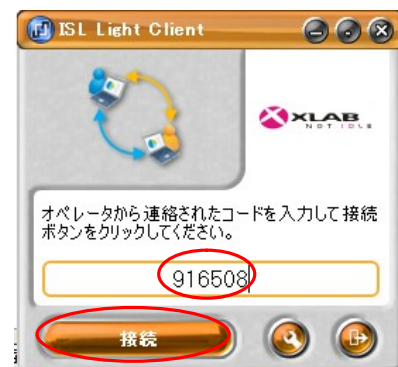 ISL Light Client
XLAB
NOT IDLE
オペレータから連絡されたコードを入力して接続
ボタンをクリックしてください。
916508
接続